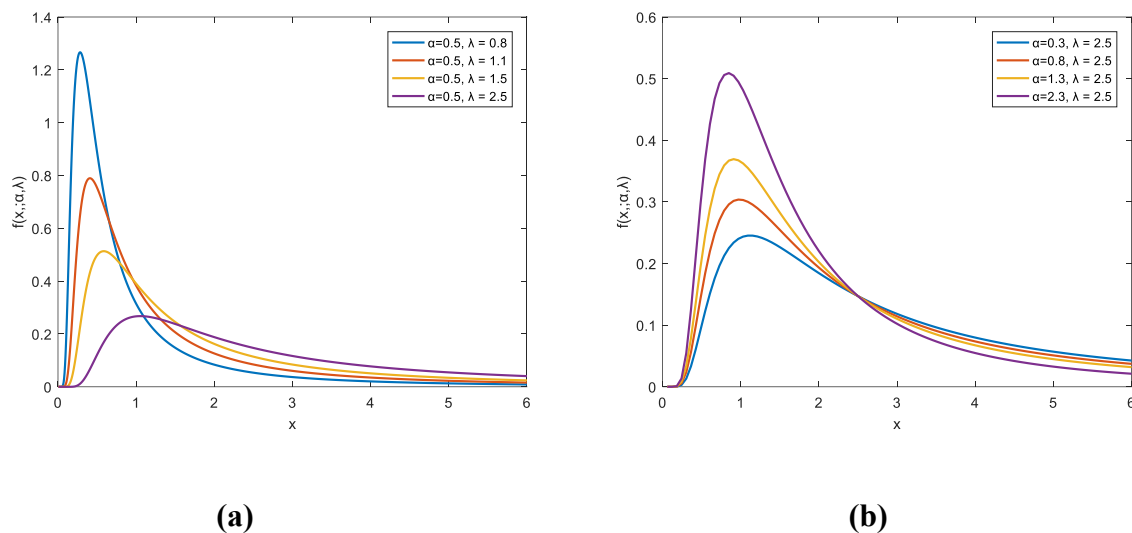 1.4
1.2
1
0.8
0.6
0.4
0.2
0
f(x,;α,λ)
0 1 2 3 4 5 6
x
α=0.5, λ = 0.8
α=0.5, λ = 1.1
α=0.5, λ = 1.5
α=0.5, λ = 2.5
(a)
0.6
0.5
0.4
0.3
0.2
0.1
0
f(x,;α,λ)
0 1 2 3 4 5 6
x
α=0.3, λ = 2.5
α=0.8, λ = 2.5
α=1.3, λ = 2.5
α=2.3, λ = 2.5
(b)